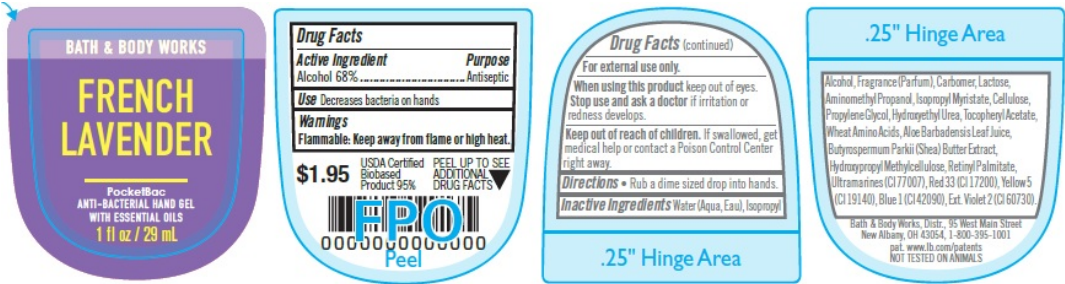 BATH & BODY WORKS
FRENCH
LAVENDER
PocketBac
ANTI-BACTERIAL HAND GEL
WITH ESSENTIAL OILS
1 fl oz / 29 mL
Drug Facts
Active Ingredient Purpose
Alcohol 68%................................Antiseptic
Use Decreases bacteria on hands
Warnings
Flammable: Keep away from flame or high heat.
$1.95
USDA Certified
Biobased
Product 95%
PEEL UP TO SEE
ADDITIONAL
DRUG FACTS
FPO
0000000000000
Peel
Drug Facts (continued)
For external use only.
When using this product keep out of eyes.
Stop use and ask a doctor if irritation or
redness develops.
Keep out of reach of children. If swallowed, get
medical help or contact a Poison Control Center
right away.
Directions • Rub a dime sized drop into hands.
Inactive Ingredients Water (Aqua, Eau), Isopropyl
.25" Hinge Area
.25" Hinge Area
Alcohol, Fragrance (Parfum), Carbomer, Lactose,
Aminomethyl Propanol, Isopropyl Myristate, Cellulose,
Propylene Glycol, Hydroxyethyl Urea, Tocopheryl Acetate,
Wheat Amino Acids, Aloe Barbadensis Leaf Juice,
Butyrospermum Parkii (Shea) Butter Extract,
Hydroxypropyl Methylcellulose, Retinyl Palmitate,
Ultramarines (CI 77007), Red 33 (CI 17200), Yellow 5
(CI 19140), Blue 1 (CI 42090), Ext. Violet 2 (CI 60730).
Bath & Body Works, Distr., 95 West Main Street
New Albany, OH 43054, 1-800-395-1001
pat. www.lb.com/patents
NOT TESTED ON ANIMALS